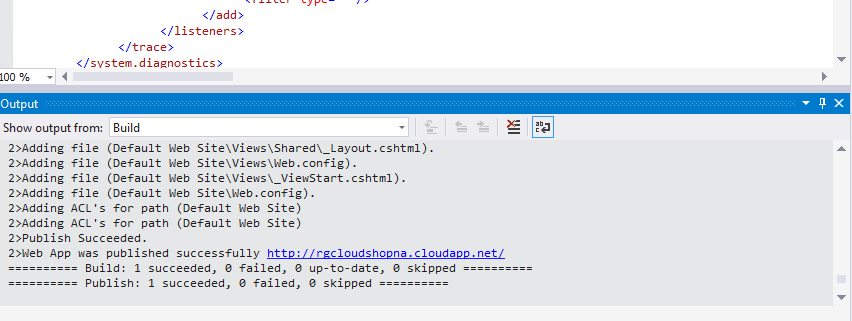 </add>
</listeners>
</trace>
</system.diagnostics>
100 %
Output
Show output from: Build
2>Adding file (Default Web Site\Views\Shared\_Layout.cshtml).
2>Adding file (Default Web Site\Views\Web.config).
2>Adding file (Default Web Site\Views\_ViewStart.cshtml).
2>Adding file (Default Web Site\Web.config).
2>Adding ACL's for path (Default Web Site)
2>Adding ACL's for path (Default Web Site)
2>Publish Succeeded.
2>Web App was published successfully http://rgcloudshopna.cloudapp.net/
========== Build: 1 succeeded, 0 failed, 0 up-to-date, 0 skipped ==========
========== Publish: 1 succeeded, 0 failed, 0 skipped ==========